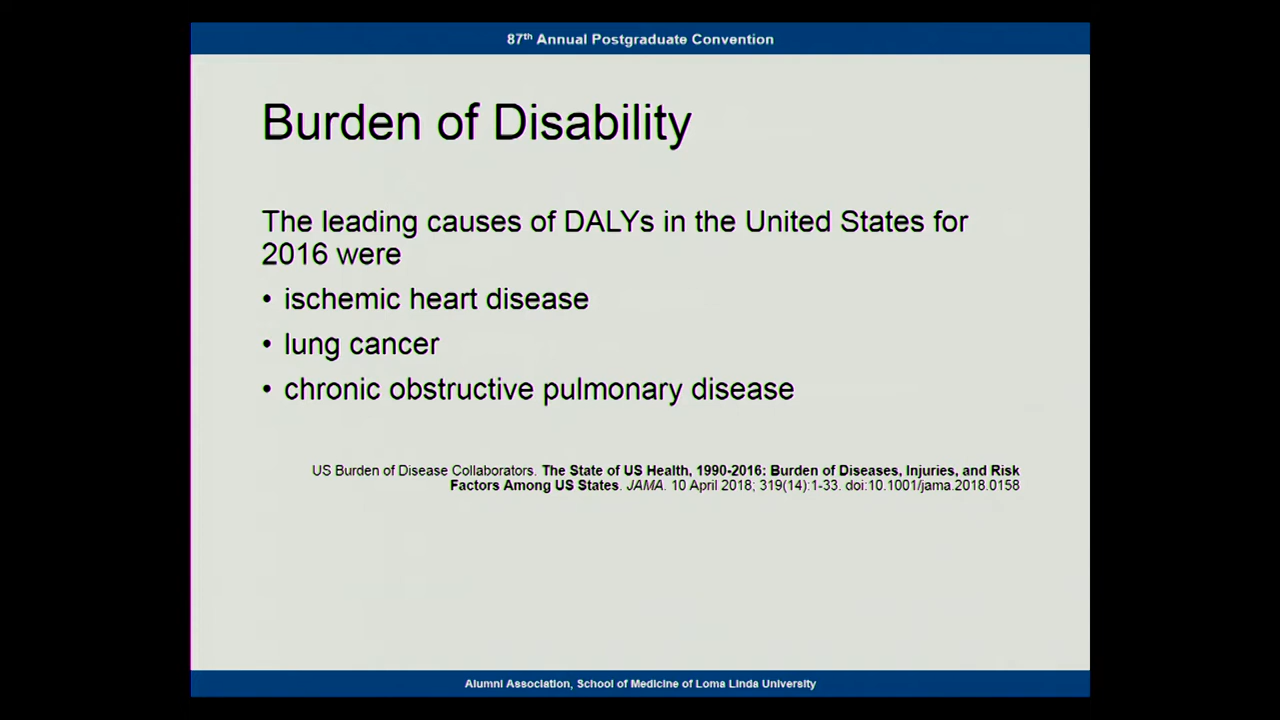 87th Annual Postgraduate Convention
Burden of Disability
The leading causes of DALYs in the United States for
2016 were
• ischemic heart disease
• lung cancer
• chronic obstructive pulmonary disease
US Burden of Disease Collaborators. The State of US Health, 1990-2016: Burden of Diseases, Injuries, and Risk
Factors Among US States. JAMA. 10 April 2018; 319(14):1-33. doi:10.1001/jama.2018.0158
Alumni Association, School of Medicine of Loma Linda University